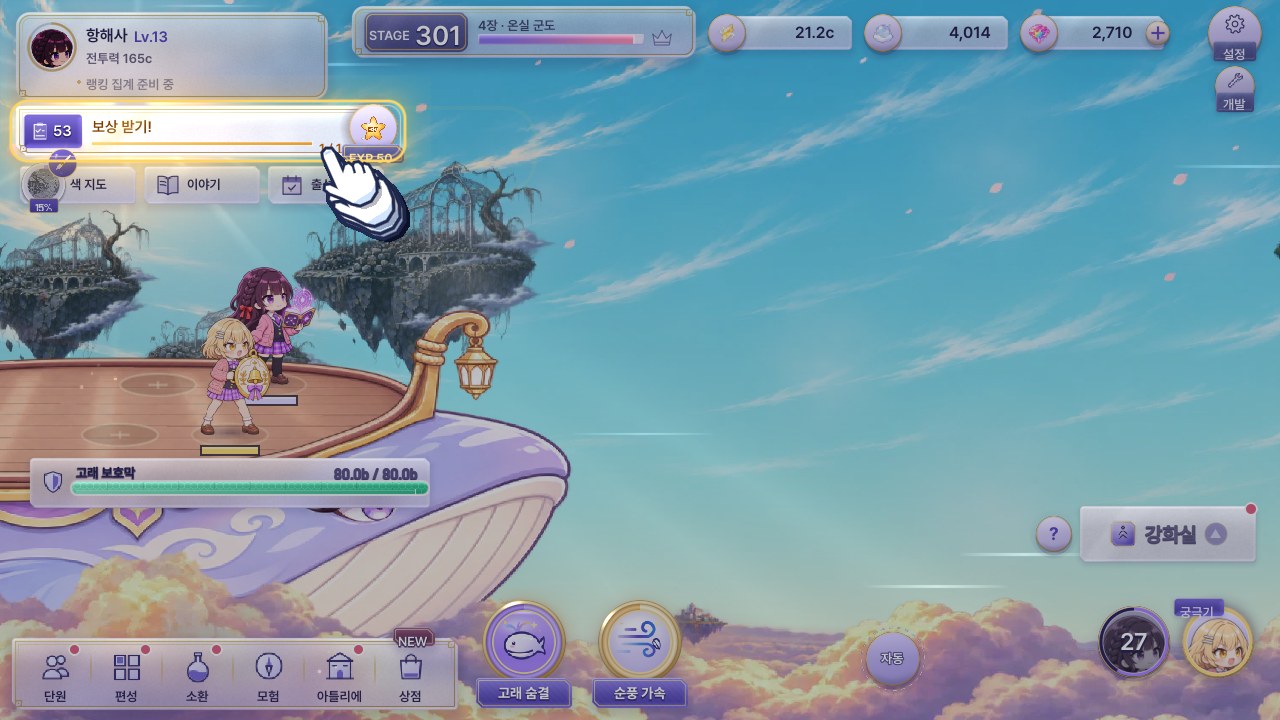 항해사 Lv.13
전투력 165c
* 랭킹 집계 준비 중
STAGE 301
4장 · 온실 군도
21.2c
4,014
2,710
설정
개발
53
보상 받기!
EXP 50
색 지도
15%
이야기
고래 보호막
80.0b / 80.0b
?
강화실
궁극기
27
자동
NEW
단원
편성
소환
모험
아틀리에
상점
고래 숨결
순풍 가속